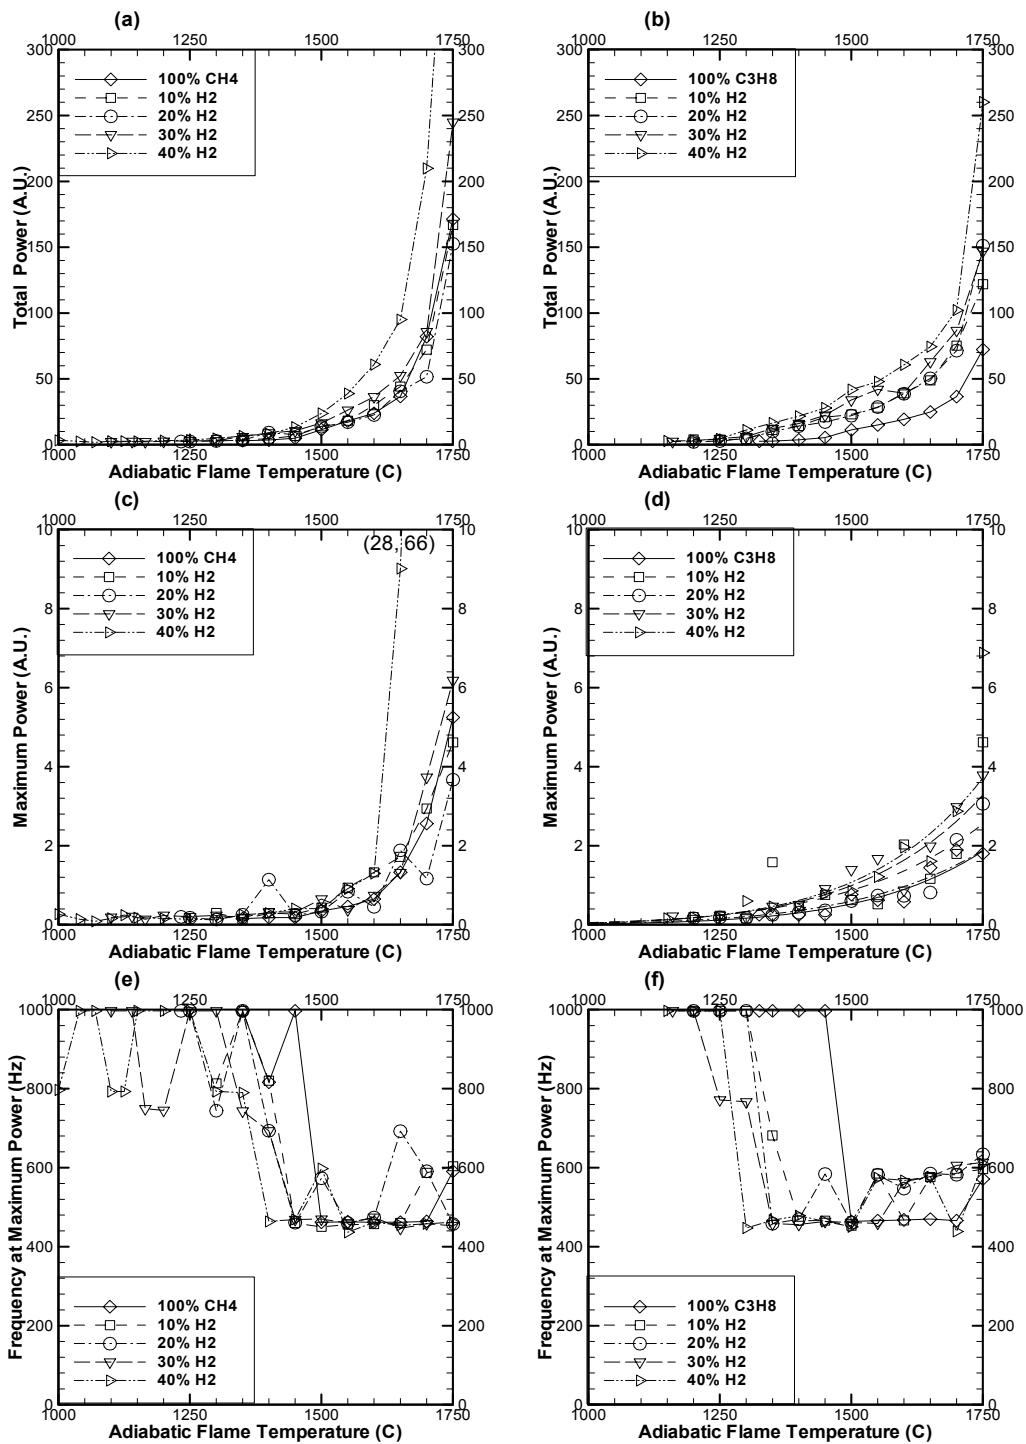 (a)
1000 1250 1500 1750
300 300
250 250
200 200
150 150
100 100
50 50
0 0
Total Power (A.U.)
100% CH4
10% H2
20% H2
30% H2
40% H2
1000 1250 1500 1750
Adiabatic Flame Temperature (C)
(b)
1000 1250 1500 1750
300 300
250 250
200 200
150 150
100 100
50 50
0 0
Total Power (A.U.)
100% C3H8
10% H2
20% H2
30% H2
40% H2
1000 1250 1500 1750
Adiabatic Flame Temperature (C)
(c)
1000 1250 1500 1750
10 10
8 8
6 6
4 4
2 2
0 0
Maximum Power (A.U.)
100% CH4
10% H2
20% H2
30% H2
40% H2
(28, 66)
1000 1250 1500 1750
Adiabatic Flame Temperature (C)
(d)
1000 1250 1500 1750
10 10
8 8
6 6
4 4
2 2
0 0
Maximum Power (A.U.)
100% C3H8
10% H2
20% H2
30% H2
40% H2
1000 1250 1500 1750
Adiabatic Flame Temperature (C)
(e)
1000 1250 1500 1750
1000 1000
800 800
600 600
400 400
200 200
0 0
Frequency at Maximum Power (Hz)
100% CH4
10% H2
20% H2
30% H2
40% H2
1000 1250 1500 1750
Adiabatic Flame Temperature (C)
(f)
1000 1250 1500 1750
1000 1000
800 800
600 600
400 400
200 200
0 0
Frequency at Maximum Power (Hz)
100% C3H8
10% H2
20% H2
30% H2
40% H2
1000 1250 1500 1750
Adiabatic Flame Temperature (C)